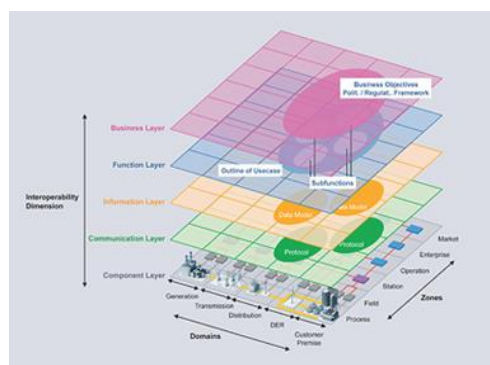 Business Objectives
Polit. / Regulat.. Framework
Business Layer
Function Layer
Outline of Usecase
Subfunctions
Interoperability
Dimension
Information Layer
Data Model
Data Model
Communication Layer
Protocol
Protocol
Component Layer
Market
Enterprise
Operation
Station
Field
Process
Zones
Generation
Transmission
Distribution
DER
Customer
Premise
Domains